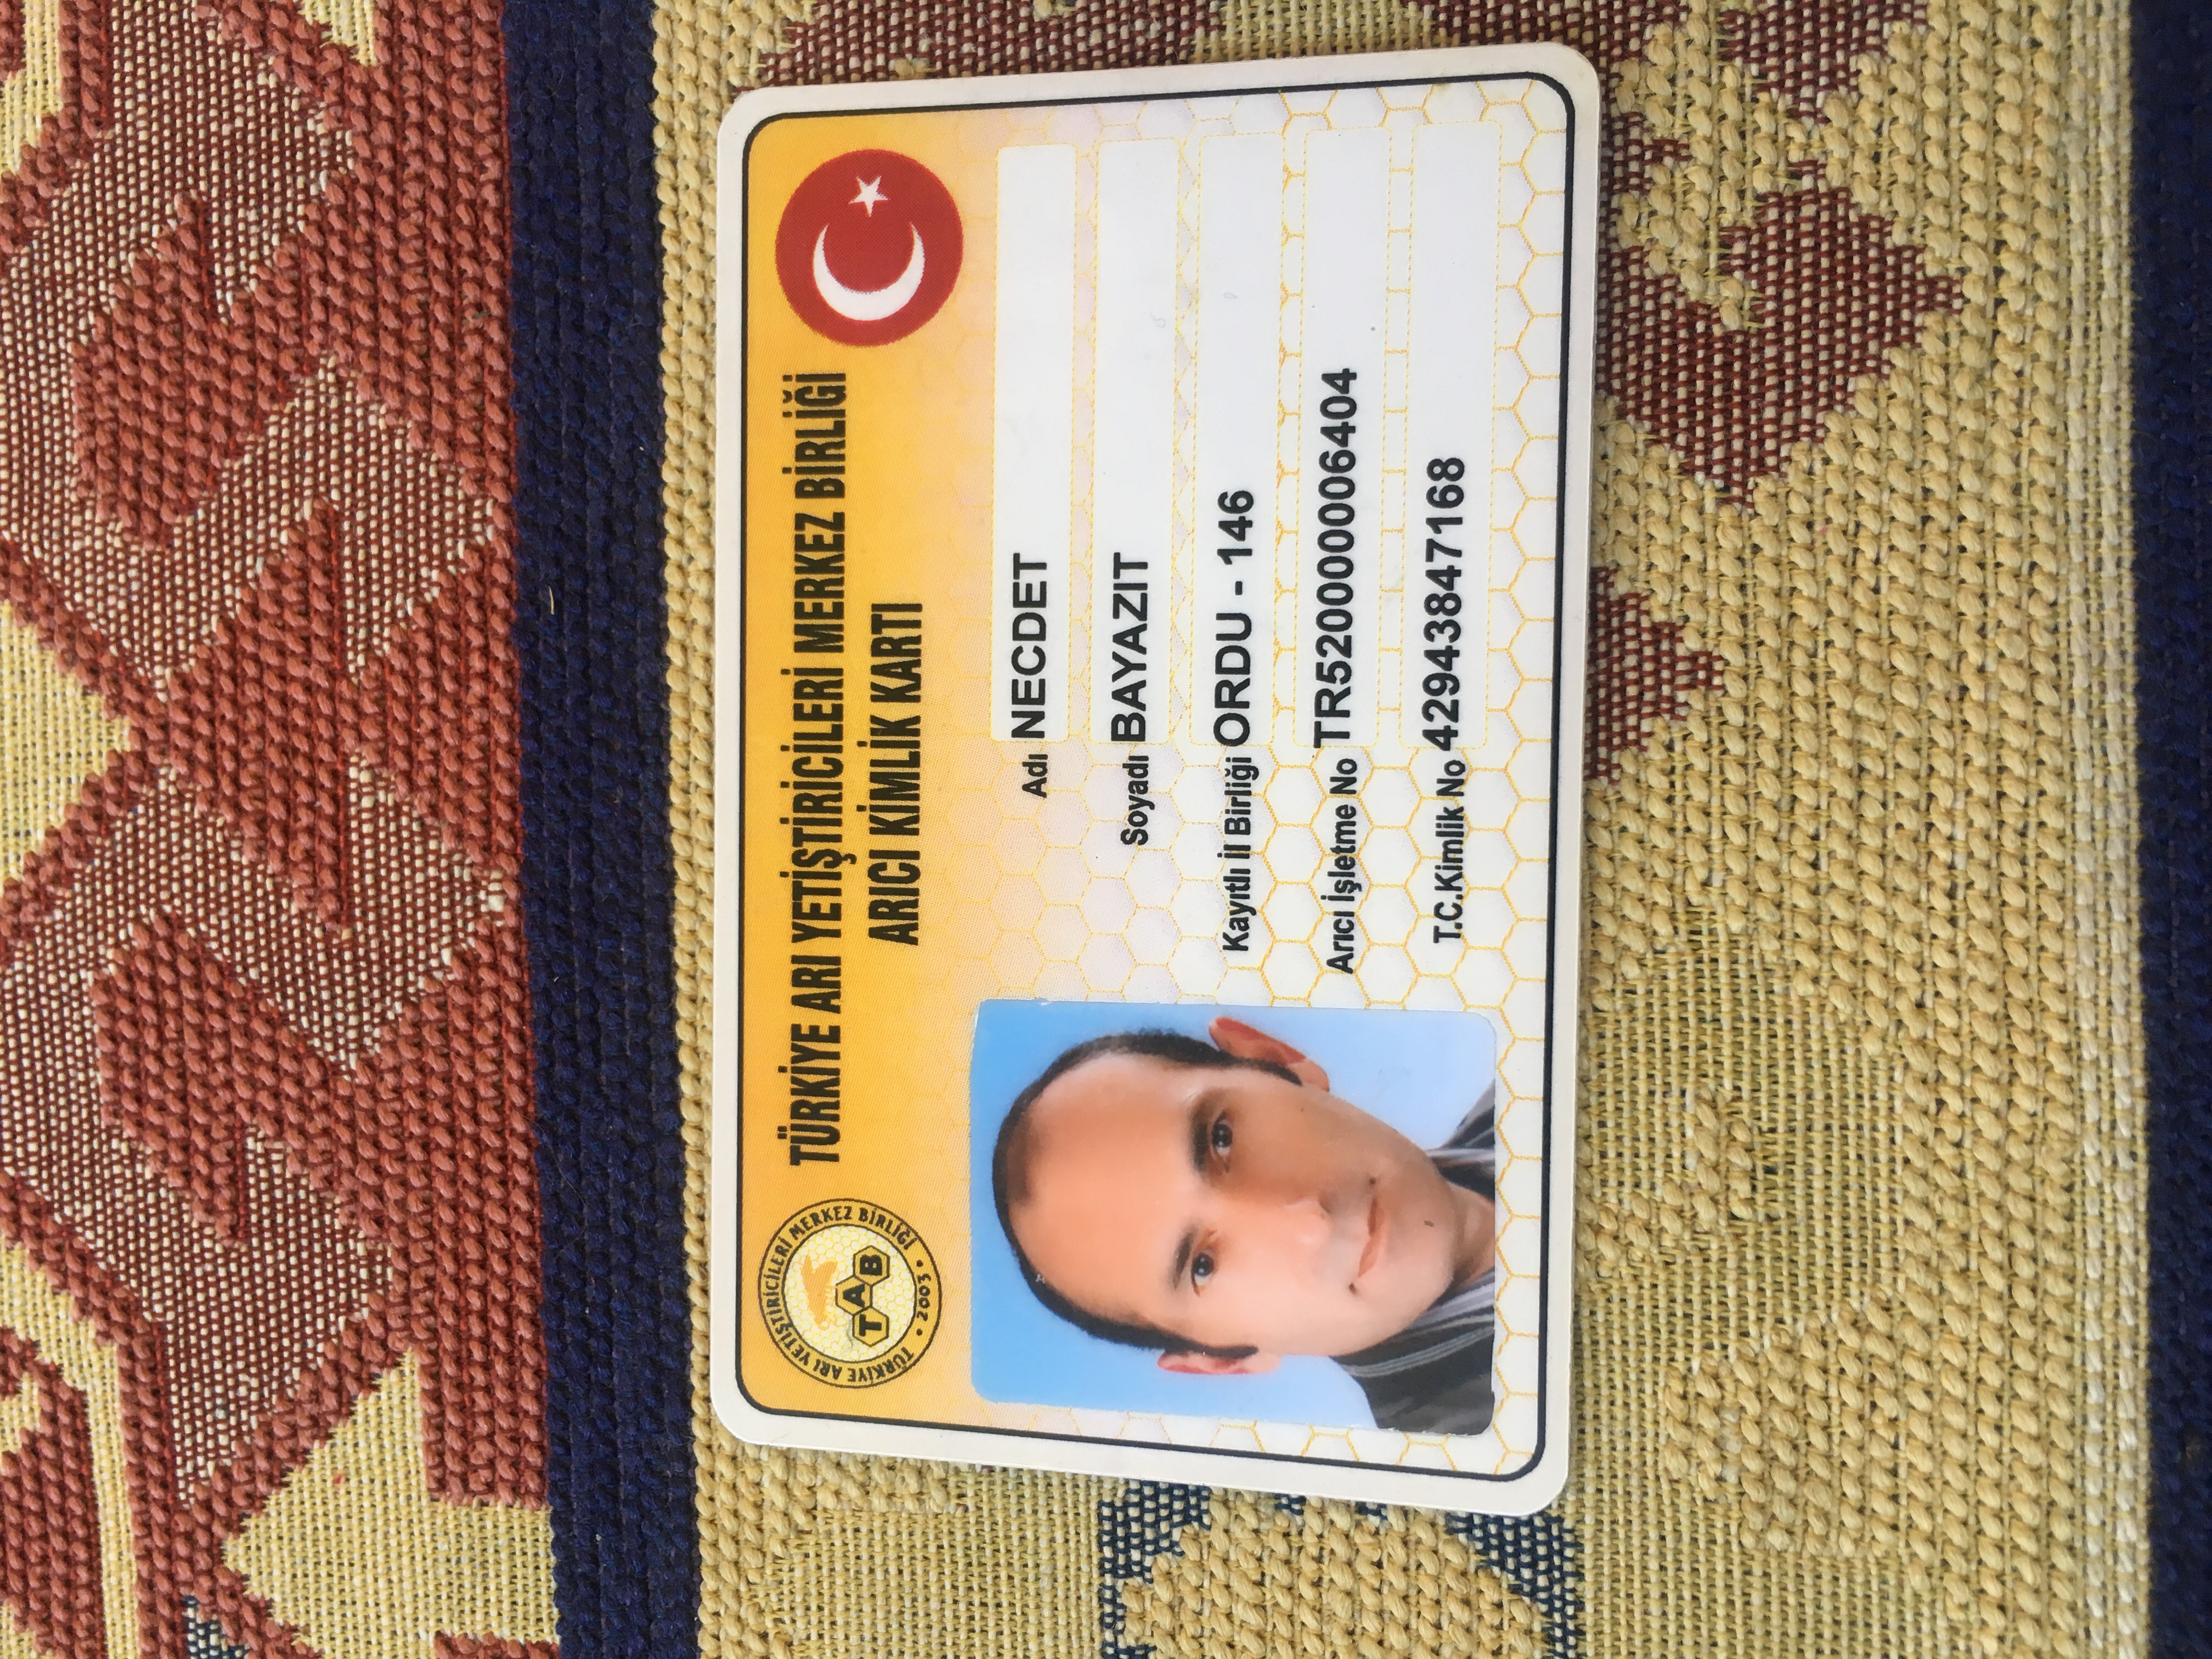 TÜRKİYE ARI YETİŞTİRİCİLERİ MERKEZ BİRLİĞİ
TAB
• 2003 •
TÜRKİYE ARI YETİŞTİRİCİLERİ MERKEZ BİRLİĞİ
ARICI KİMLİK KARTI
Adı NECDET
Soyadı BAYAZIT
Kayıtlı İl Birliği ORDU - 146
Arıcı İşletme No TR520000006404
T.C.Kimlik No 42943847168